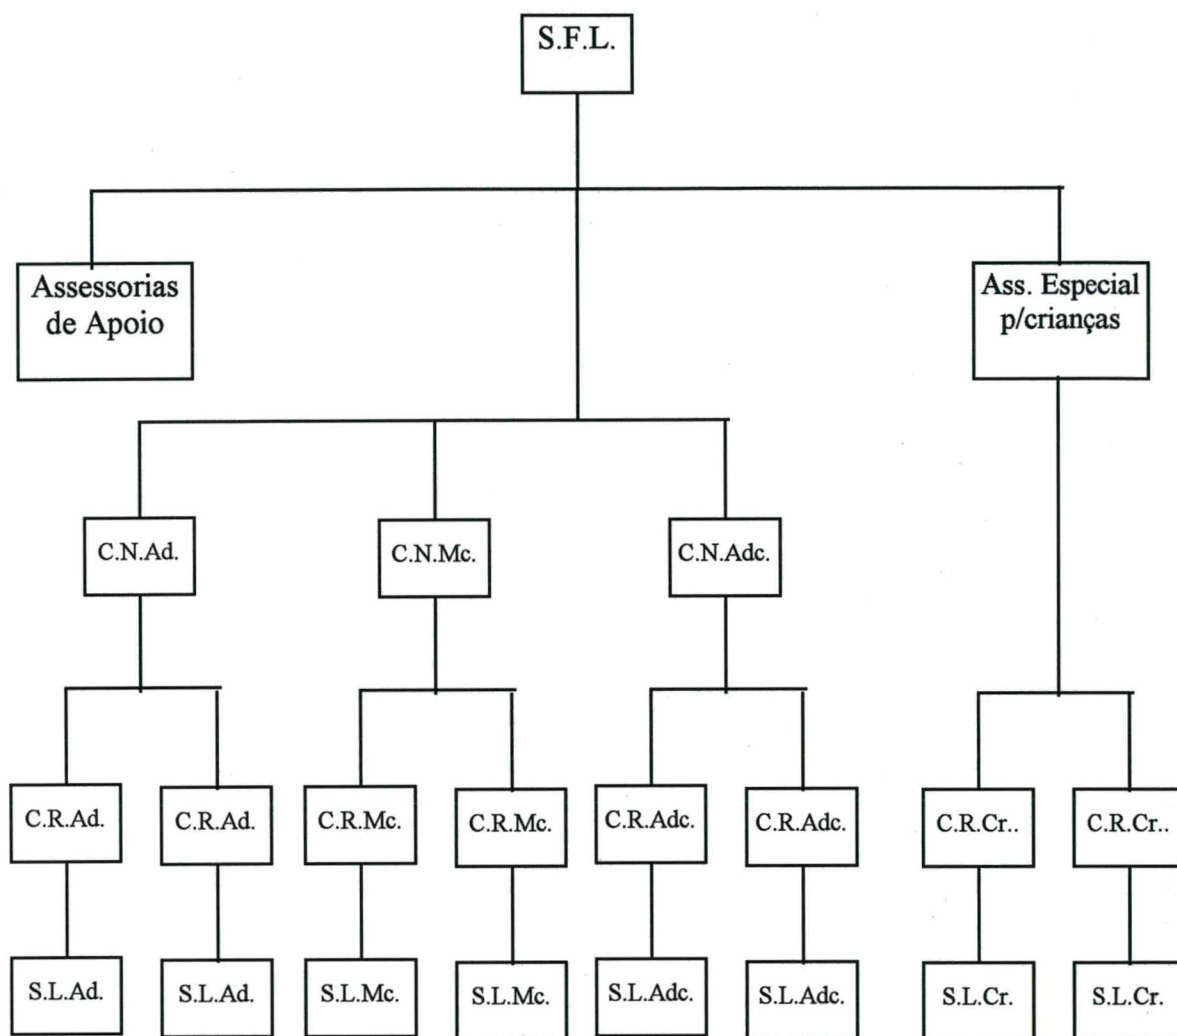 S.F.L.
Assessorias
de Apoio
Ass. Especial
p/crianças
C.N.Ad.
C.N.Mc.
C.N.Adc.
C.R.Ad.
C.R.Ad.
C.R.Mc.
C.R.Mc.
C.R.Adc.
C.R.Adc.
C.R.Cr..
C.R.Cr..
S.L.Ad.
S.L.Ad.
S.L.Mc.
S.L.Mc.
S.L.Adc.
S.L.Adc.
S.L.Cr.
S.L.Cr.